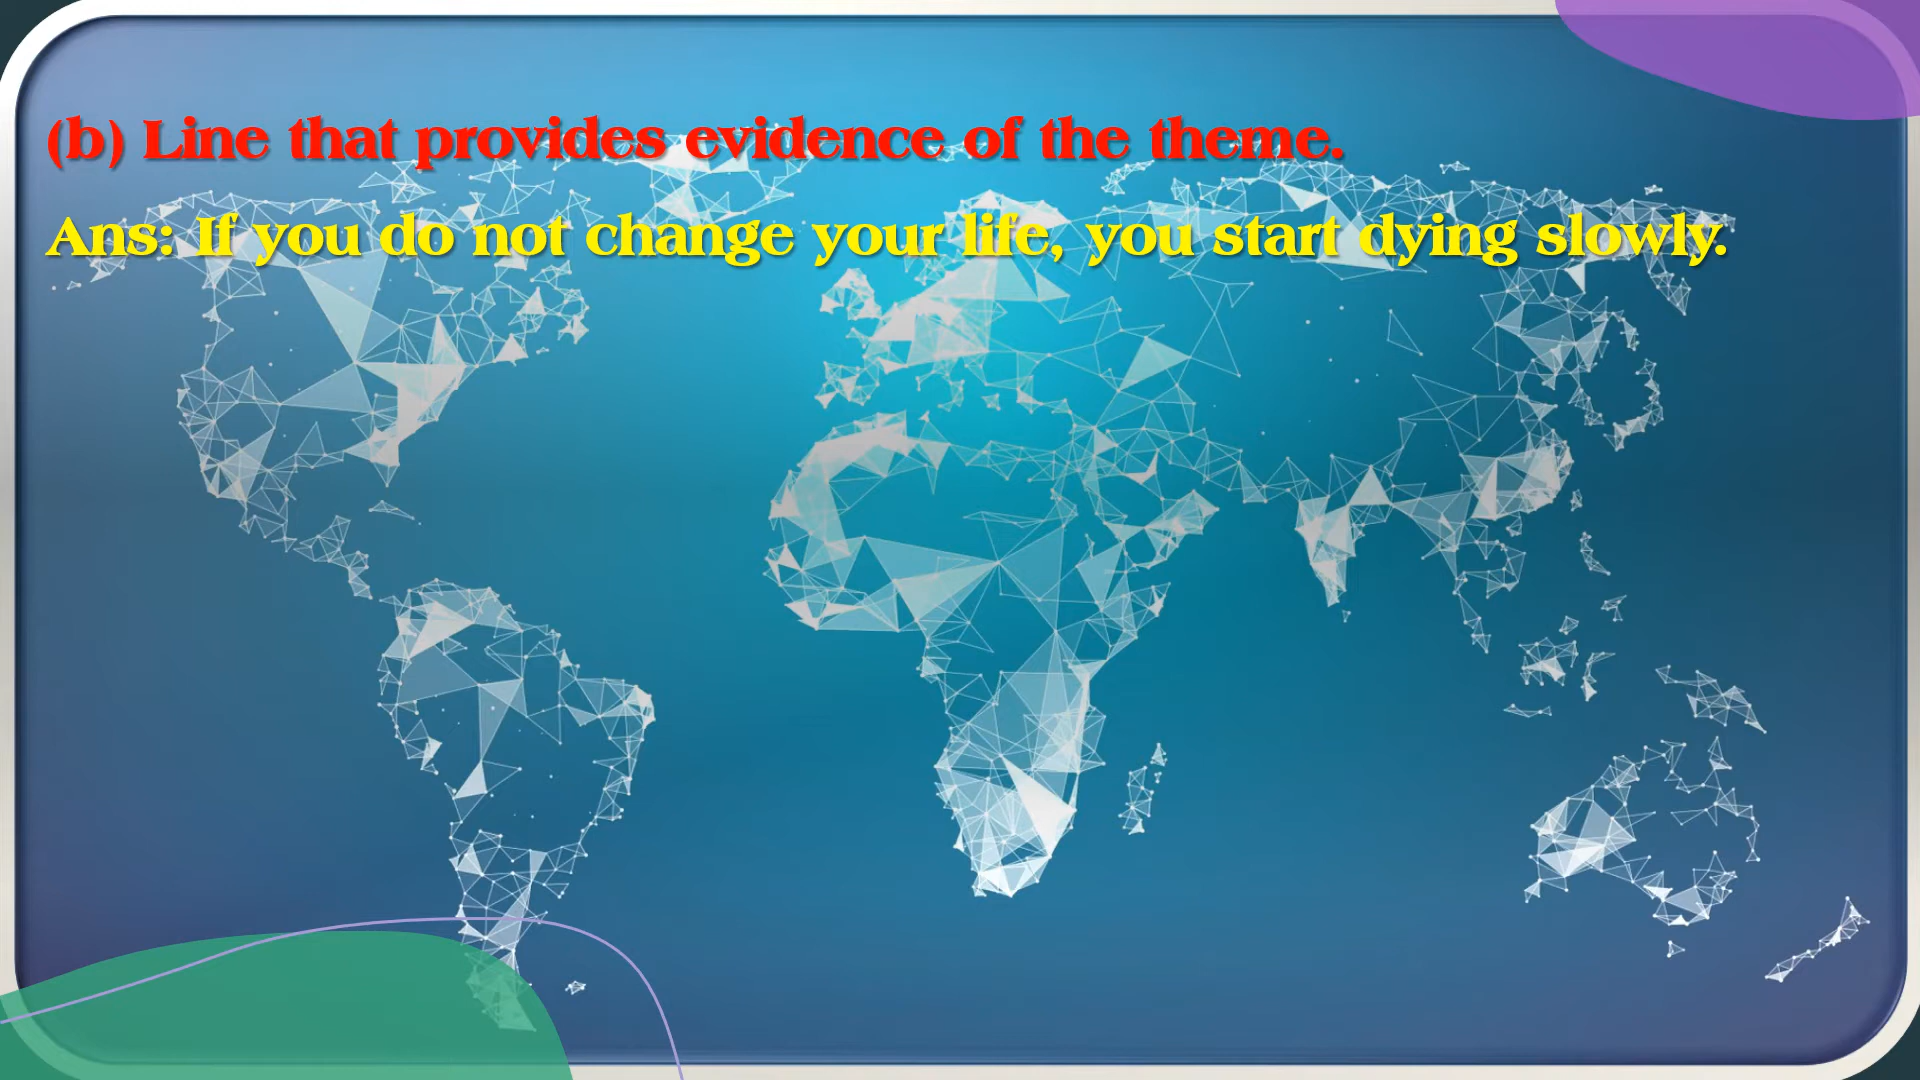 (b) Line that provides evidence of the theme.
Ans: If you do not change your life, you start dying slowly.